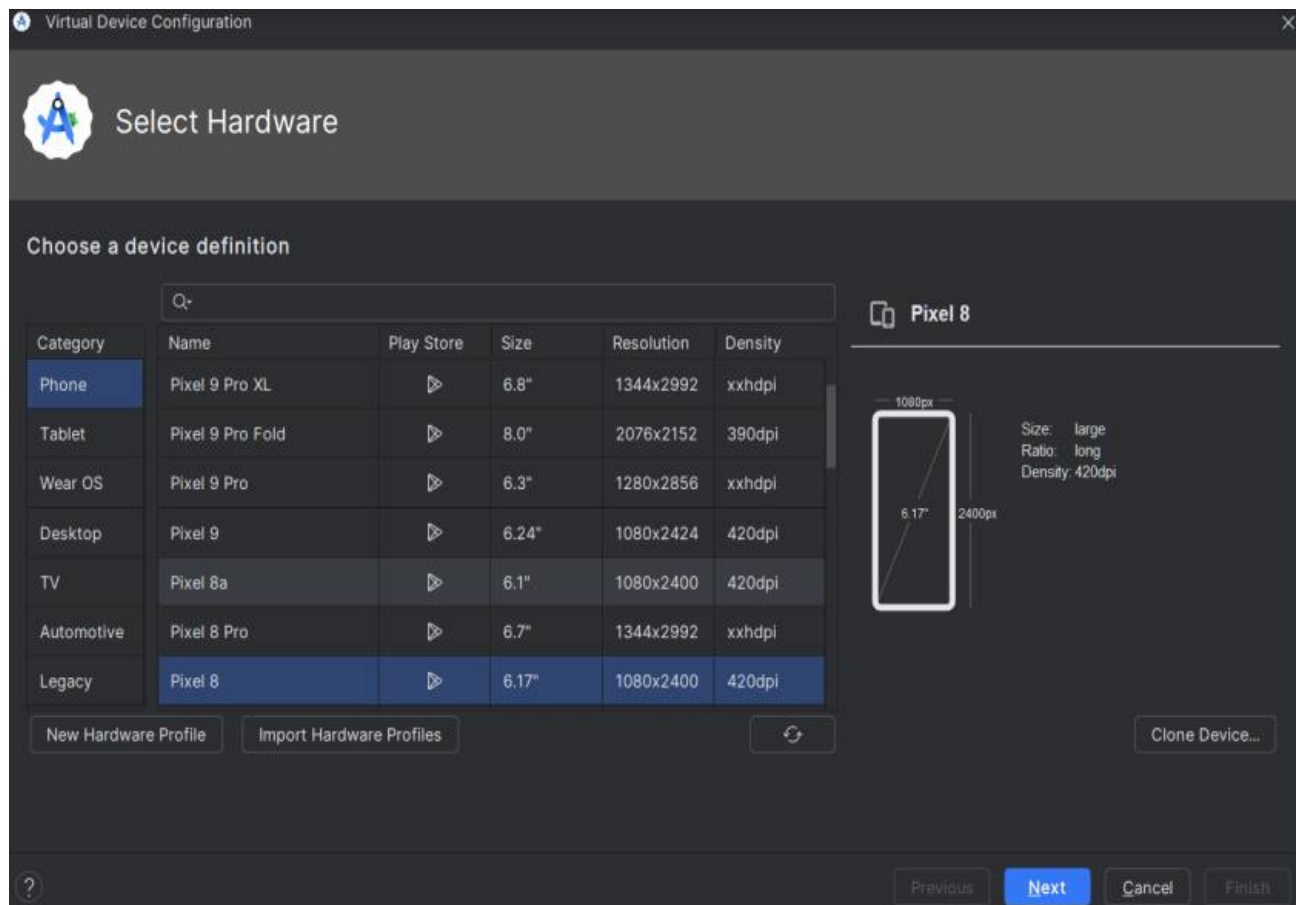 Virtual Device Configuration
Select Hardware
Choose a device definition
Pixel 8
Category Name Play Store Size Resolution Density
Phone Pixel 9 Pro XL 6.8" 1344x2992 xxhdpi
Tablet Pixel 9 Pro Fold 8.0" 2076x2152 390dpi
Wear OS Pixel 9 Pro 6.3" 1280x2856 xxhdpi
Desktop Pixel 9 6.24" 1080x2424 420dpi
TV Pixel 8a 6.1" 1080x2400 420dpi
Automotive Pixel 8 Pro 6.7" 1344x2992 xxhdpi
Legacy Pixel 8 6.17" 1080x2400 420dpi
1080px
Size: large
Ratio: long
Density: 420dpi
6.17" 2400px
New Hardware Profile Import Hardware Profiles Clone Device...
? Previous Next Cancel Finish